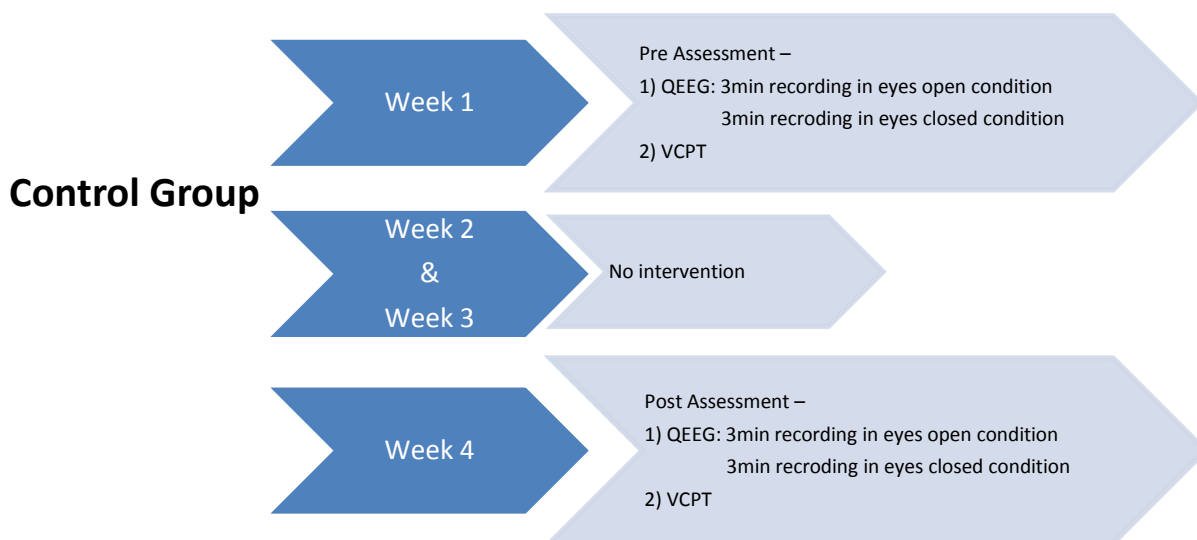 Control Group
Week 1
Pre Assessment –
1) QEEG: 3min recording in eyes open condition
3min recroding in eyes closed condition
2) VCPT
Week 2
&
Week 3
No intervention
Week 4
Post Assessment –
1) QEEG: 3min recording in eyes open condition
3min recroding in eyes closed condition
2) VCPT